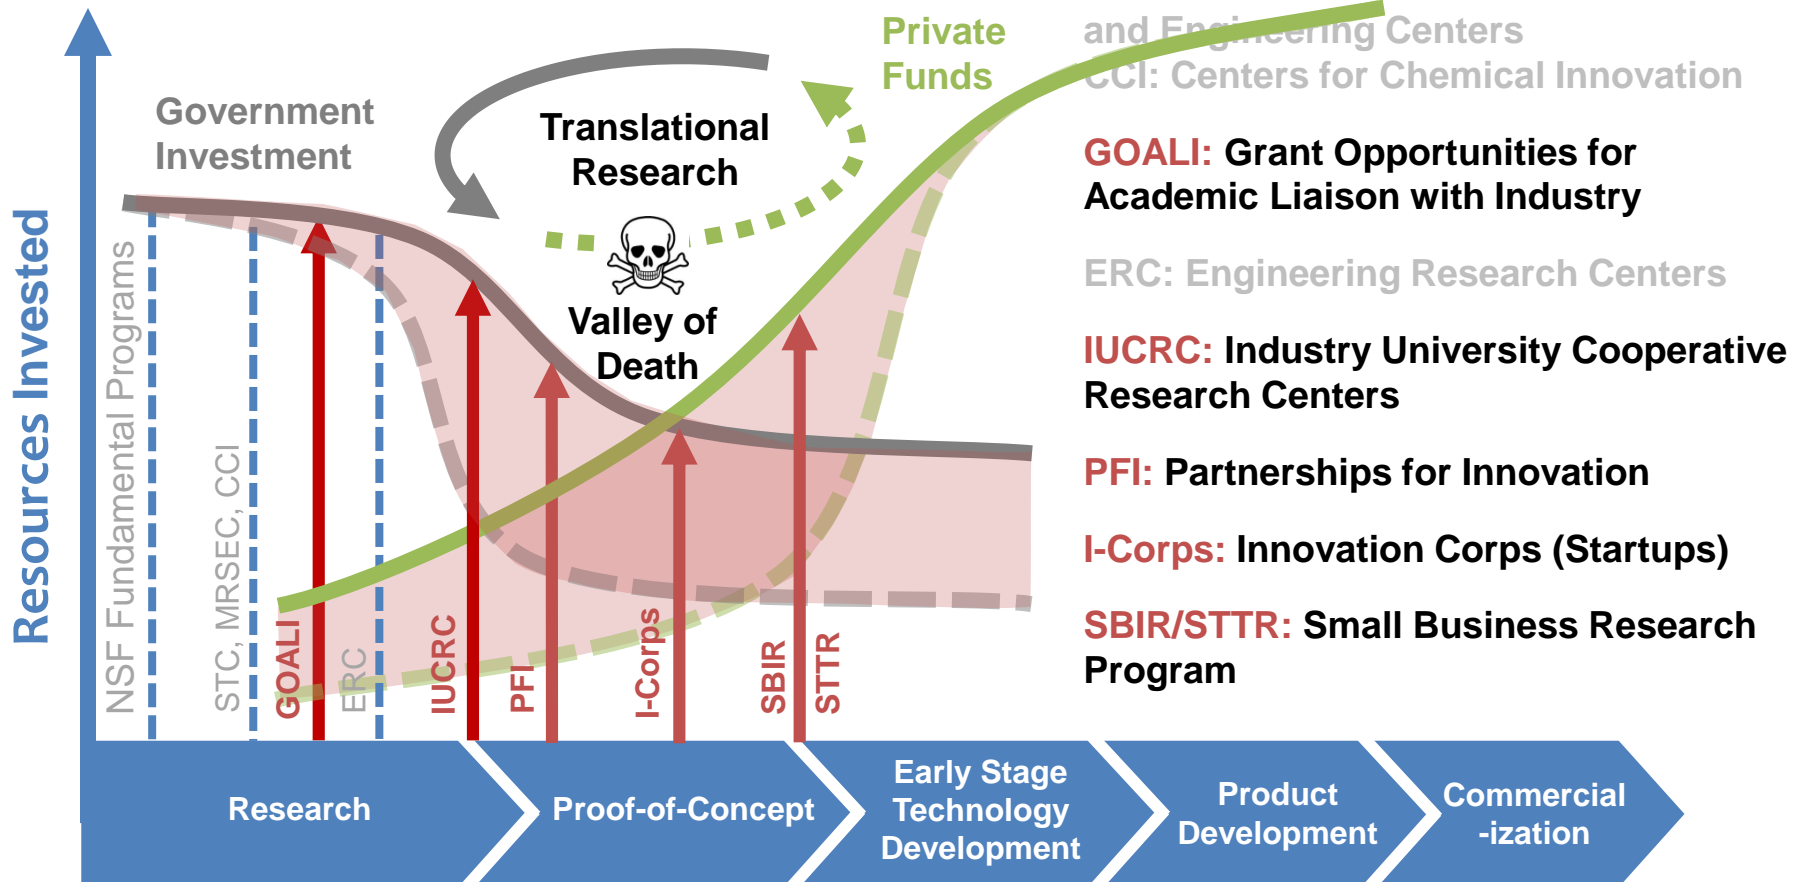 Private
Funds
and Engineering Centers
CCI: Centers for Chemical Innovation
Government
Investment
Translational
Research
Valley of
Death
GOALI: Grant Opportunities for
Academic Liaison with Industry
ERC: Engineering Research Centers
IUCRC: Industry University Cooperative
Research Centers
PFI: Partnerships for Innovation
I-Corps: Innovation Corps (Startups)
SBIR/STTR: Small Business Research
Program
Resources Invested
NSF Fundamental Programs
STC, MRSEC, CCI
GOALI
ERC
IUCRC
PFI
I-Corps
SBIR
STTR
Research
Proof-of-Concept
Early Stage
Technology
Development
Product
Development
Commercial
-ization